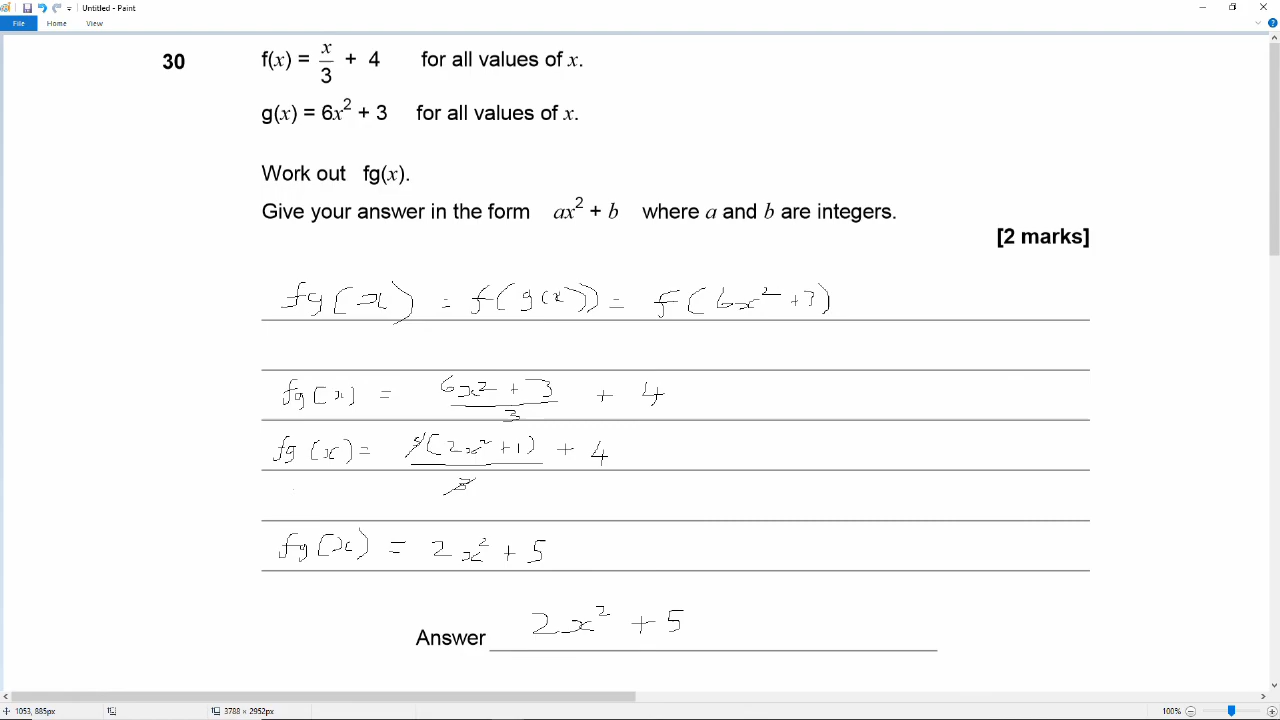 Untitled - Paint
File Home View
30 f(x) = x/3 + 4 for all values of x.
g(x) = 6x² + 3 for all values of x.
Work out fg(x).
Give your answer in the form ax² + b where a and b are integers.
[2 marks]
fg(x) = f(g(x)) = f(6x² + 3)
fg(x) = (6x² + 3)/3 + 4
fg(x) = 3(2x² + 1)/3 + 4
fg(x) = 2x² + 5
Answer 2x² + 5
1053, 885px 3788 × 2952px 100%